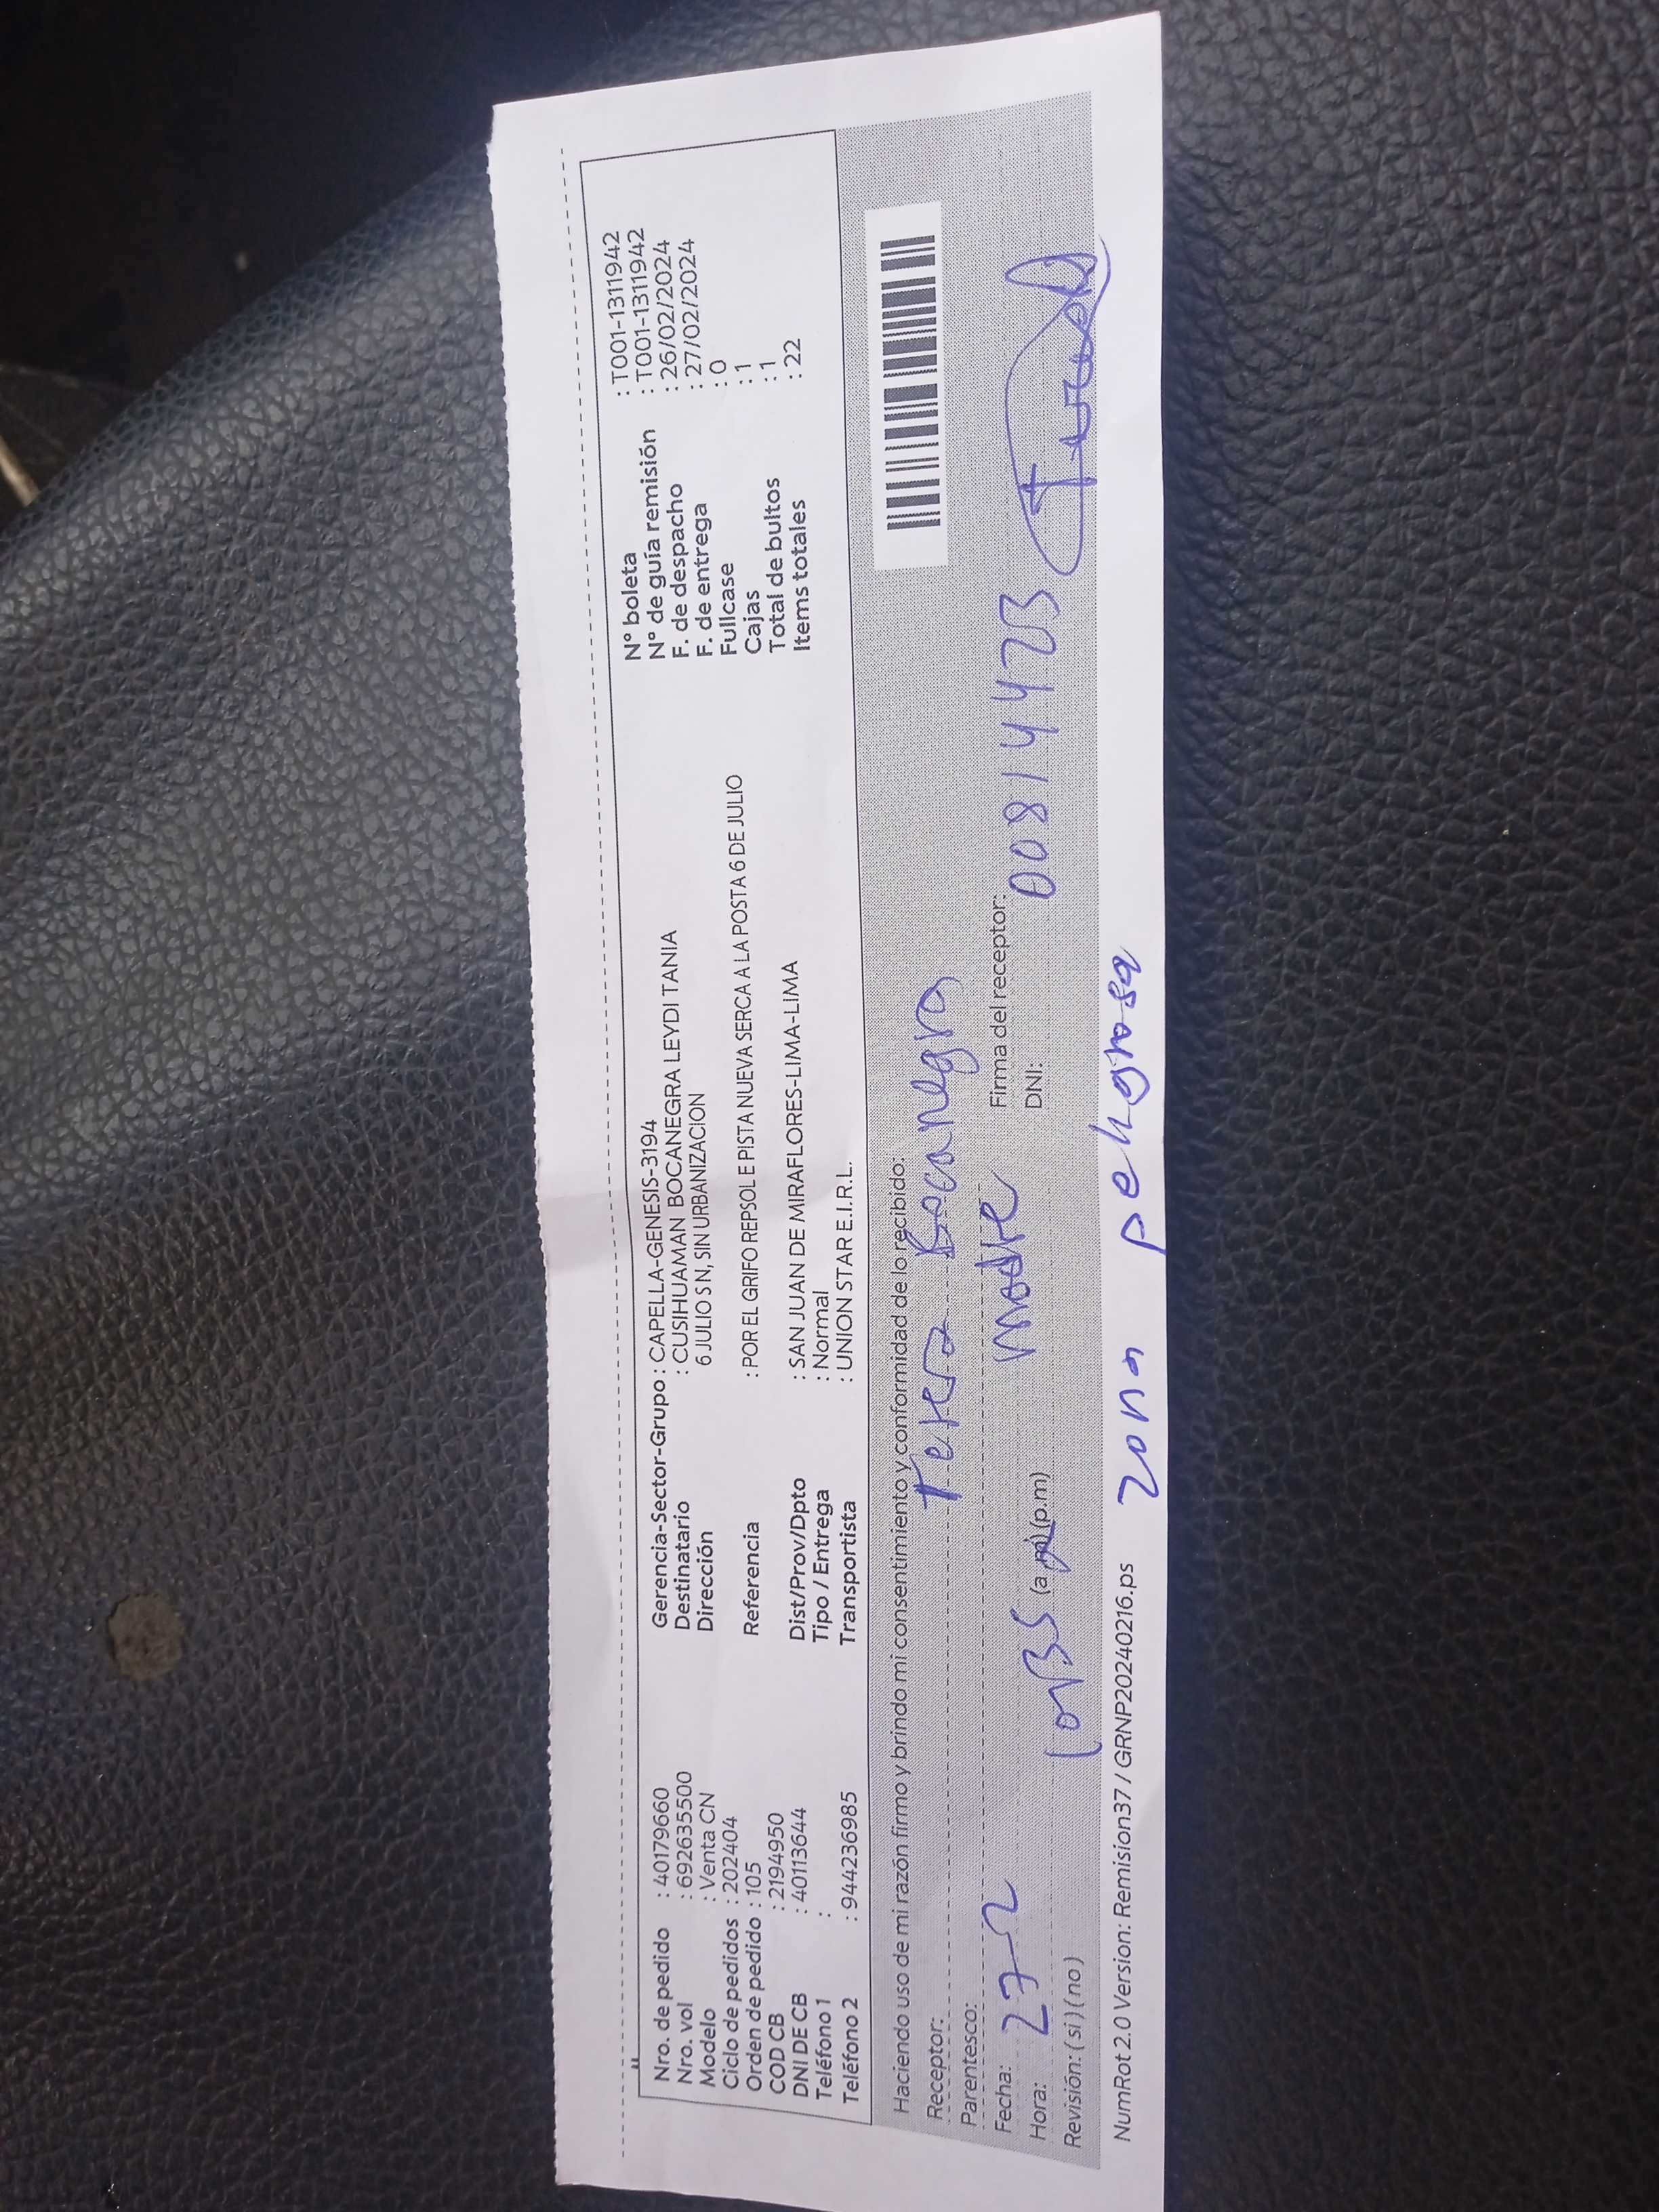 Nro. de pedido : 40179660
Nro. vol : 692635500
Modelo : Venta CN
Ciclo de pedidos : 202404
Orden de pedido : 105
COD CB : 2194950
DNI DE CB : 40113644
Teléfono 1 :
Teléfono 2 : 944236985
Gerencia-Sector-Grupo : CAPELLA-GENESIS-3194
Destinatario : CUSIHUAMAN BOCANEGRA LEYDI TANIA
Dirección 6 JULIO S N, SIN URBANIZACION
Referencia : POR EL GRIFO REPSOL E PISTA NUEVA SERCA A LA POSTA 6 DE JULIO
Dist/Prov/Dpto : SAN JUAN DE MIRAFLORES-LIMA-LIMA
Tipo / Entrega : Normal
Transportista : UNION STAR E.I.R.L.
N° boleta : T001-1311942
N° de guía remisión : T001-1311942
F. de despacho : 26/02/2024
F. de entrega : 27/02/2024
Fullcase : 0
Cajas : 1
Total de bultos : 1
Items totales : 22
Haciendo uso de mi razón firmo y brindo mi consentimiento y conformidad de lo recibido:
Receptor: Bocanegra
Parentesco: Madre
Fecha: 27-2 Firma del receptor:
Hora: (a.m) (p.m) DNI: 00814423
Revisión: ( si ) ( no )
NumRot 2.0 Version: Remision37 / GRNP20240216.ps zona peligrosa